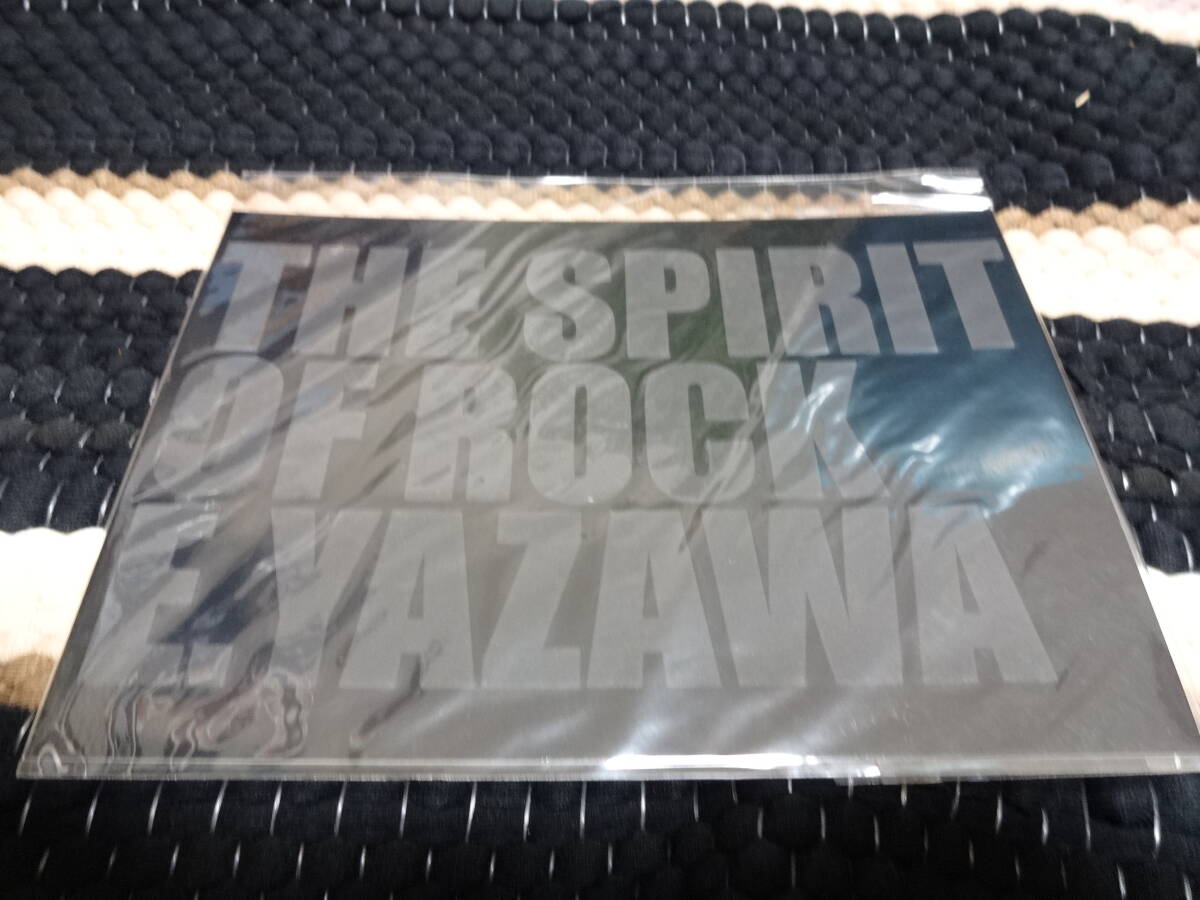 THE SPIRIT
OF ROCK
E.YAZAWA